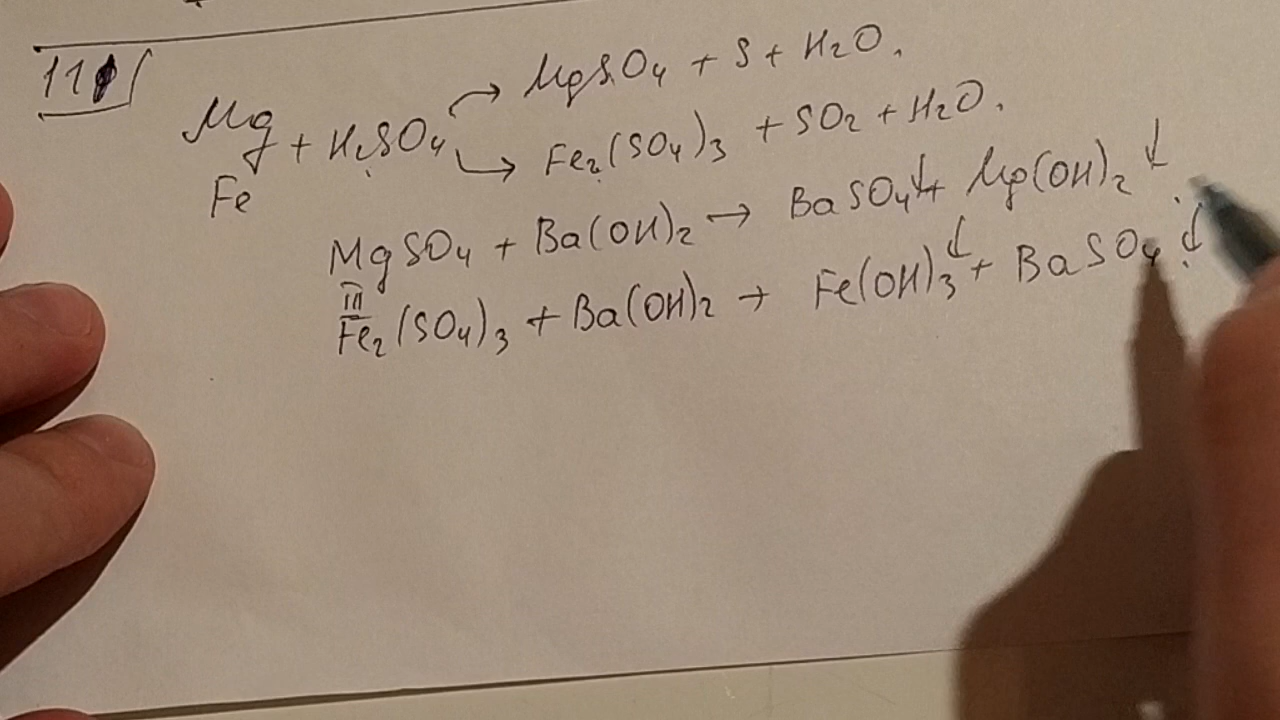 111
Mg + H₂SO₄ → MgSO₄ + S + H₂O.
Fe → Fe₂(SO₄)₃ + SO₂ + H₂O.
MgSO₄ + Ba(OH)₂ → BaSO₄↓ + Mg(OH)₂ ↓
III
Fe₂(SO₄)₃ + Ba(OH)₂ → Fe(OH)₃↓ + BaSO₄ ↓